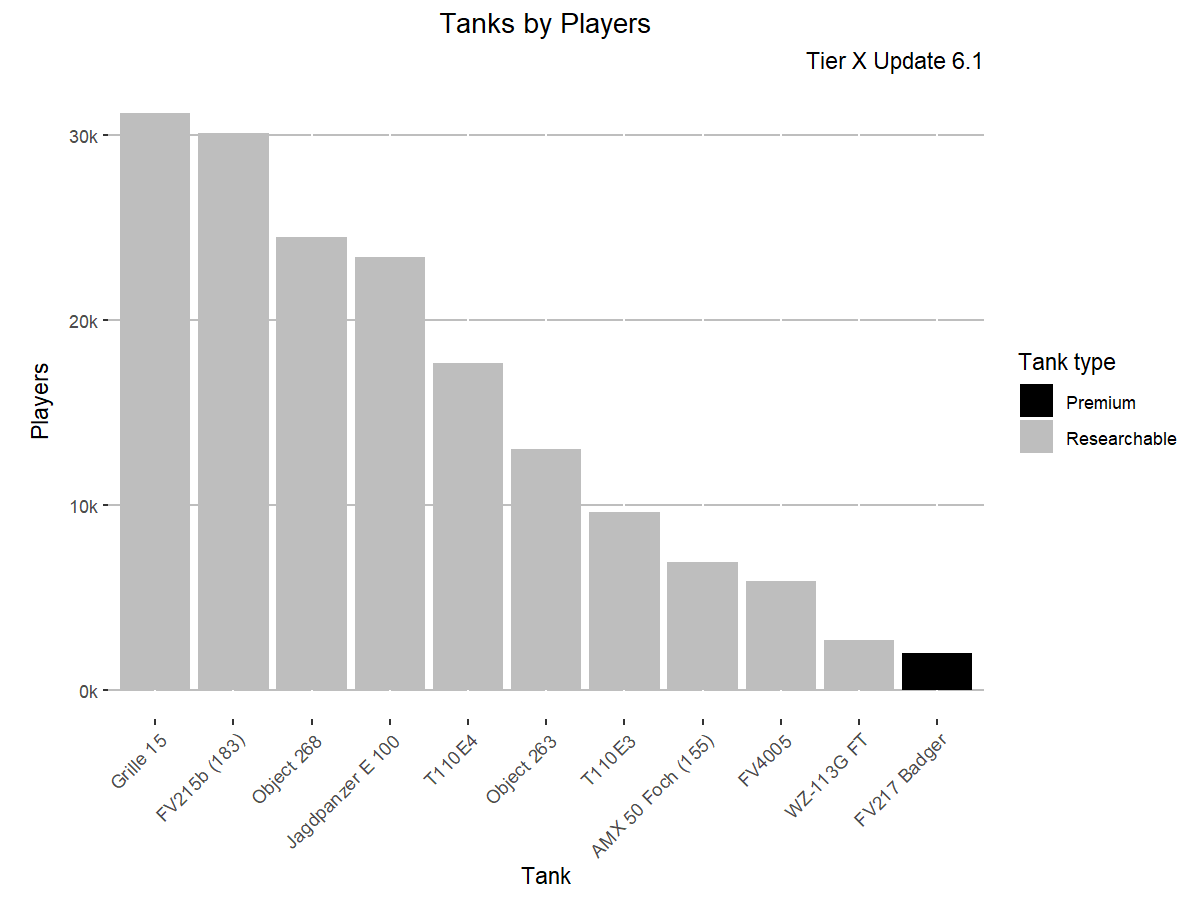 Tanks by Players
Tier X Update 6.1
30k
20k
10k
0k
Players
Grille 15
FV215b (183)
Object 268
Jagdpanzer E 100
T110E4
Object 263
T110E3
AMX 50 Foch (155)
FV4005
WZ-113G FT
FV217 Badger
Tank
Tank type
Premium
Researchable